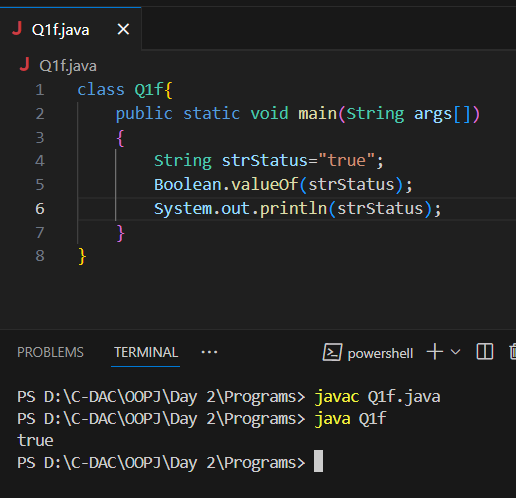 J Q1f.java ×
J Q1f.java
1 class Q1f{
2     public static void main(String args[])
3     {
4         String strStatus="true";
5         Boolean.valueOf(strStatus);
6         System.out.println(strStatus);
7     }
8 }
PROBLEMS TERMINAL ··· powershell
PS D:\C-DAC\OOPJ\Day 2\Programs> javac Q1f.java
PS D:\C-DAC\OOPJ\Day 2\Programs> java Q1f
true
PS D:\C-DAC\OOPJ\Day 2\Programs>